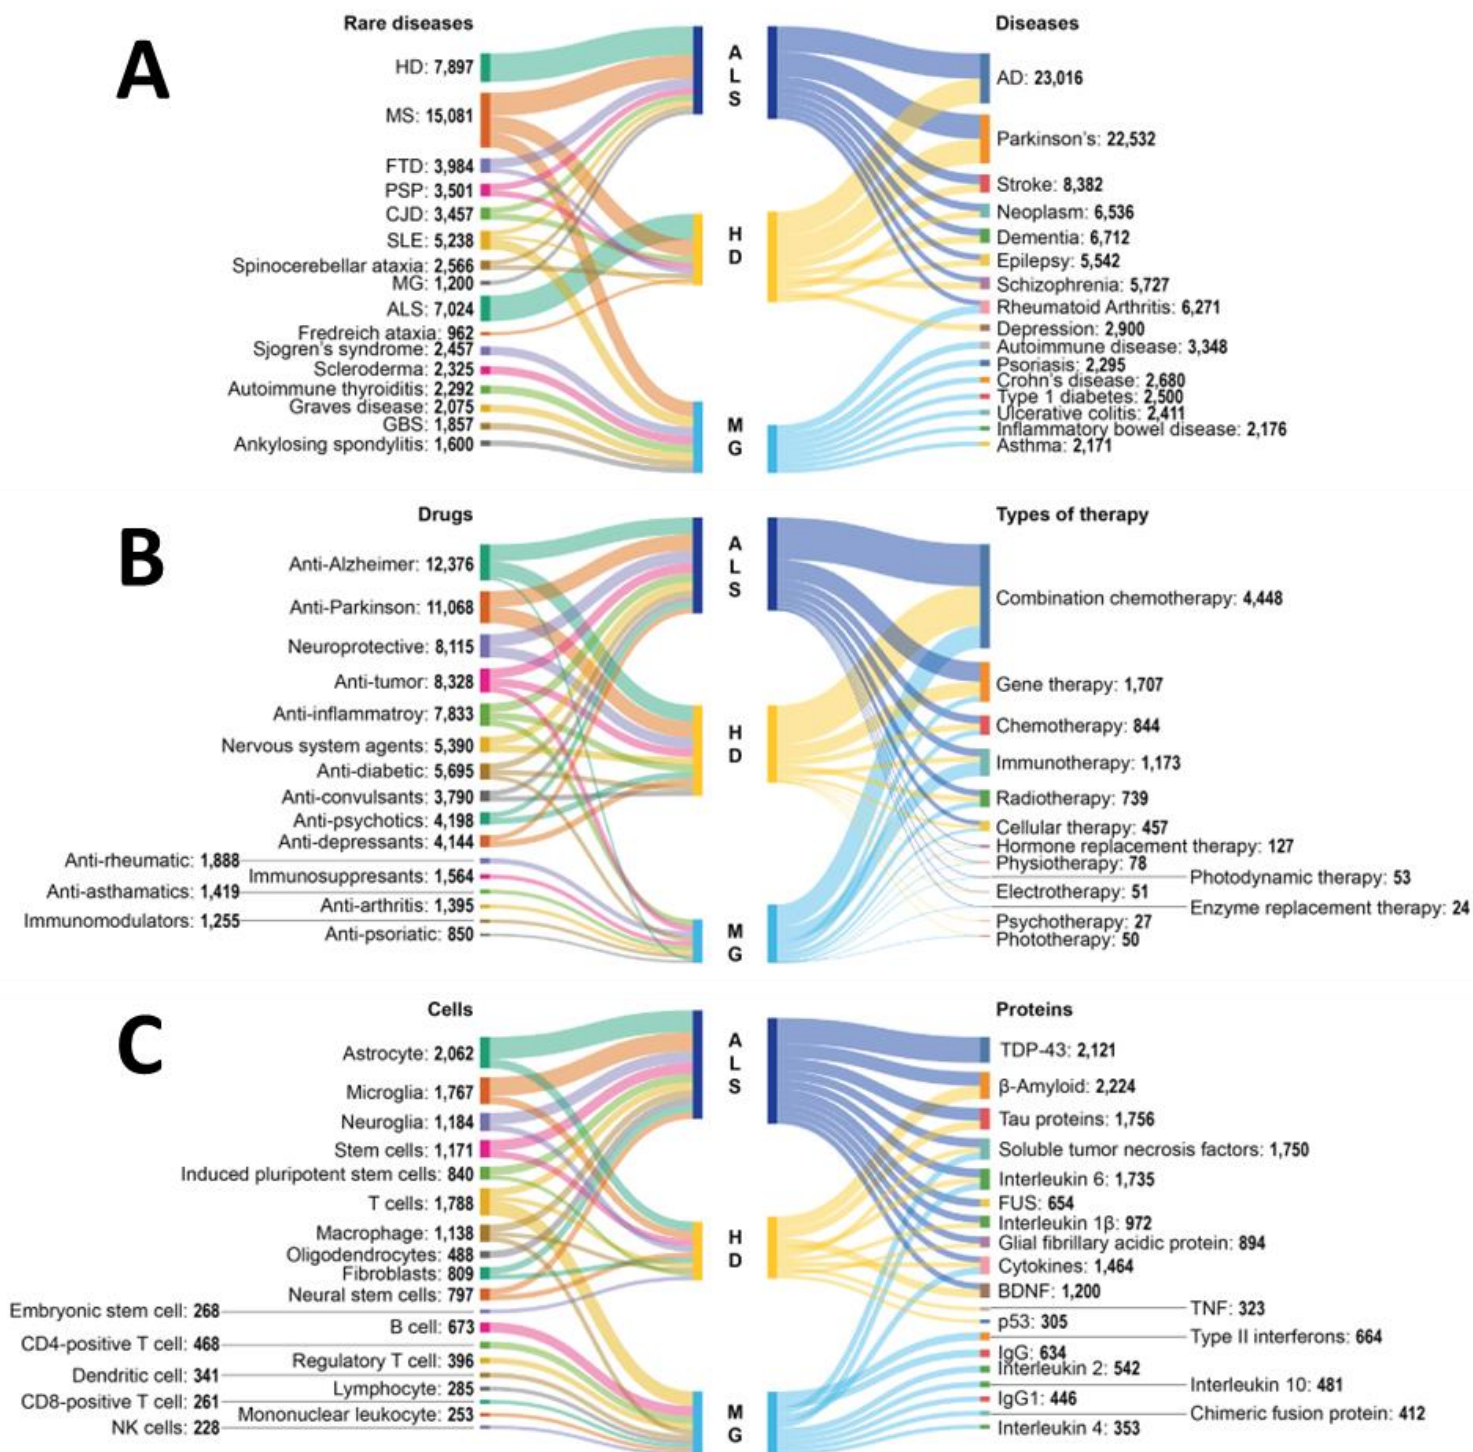 A
Rare diseases
HD: 7,897
MS: 15,081
FTD: 3,984
PSP: 3,501
CJD: 3,457
SLE: 5,238
Spinocerebellar ataxia: 2,566
MG: 1,200
ALS: 7,024
Fredreich ataxia: 962
Sjogren's syndrome: 2,457
Scleroderma: 2,325
Autoimmune thyroiditis: 2,292
Graves disease: 2,075
GBS: 1,857
Ankylosing spondylitis: 1,600
ALS
HD
MG
Diseases
AD: 23,016
Parkinson's: 22,532
Stroke: 8,382
Neoplasm: 6,536
Dementia: 6,712
Epilepsy: 5,542
Schizophrenia: 5,727
Rheumatoid Arthritis: 6,271
Depression: 2,900
Autoimmune disease: 3,348
Psoriasis: 2,295
Crohn's disease: 2,680
Type 1 diabetes: 2,500
Ulcerative colitis: 2,411
Inflammatory bowel disease: 2,176
Asthma: 2,171
B
Drugs
Anti-Alzheimer: 12,376
Anti-Parkinson: 11,068
Neuroprotective: 8,115
Anti-tumor: 8,328
Anti-inflammatroy: 7,833
Nervous system agents: 5,390
Anti-diabetic: 5,695
Anti-convulsants: 3,790
Anti-psychotics: 4,198
Anti-depressants: 4,144
Anti-rheumatic: 1,888
Immunosuppresants: 1,564
Anti-asthamatics: 1,419
Anti-arthritis: 1,395
Immunomodulators: 1,255
Anti-psoriatic: 850
ALS
HD
MG
Types of therapy
Combination chemotherapy: 4,448
Gene therapy: 1,707
Chemotherapy: 844
Immunotherapy: 1,173
Radiotherapy: 739
Cellular therapy: 457
Hormone replacement therapy: 127
Physiotherapy: 78
Photodynamic therapy: 53
Electrotherapy: 51
Enzyme replacement therapy: 24
Psychotherapy: 27
Phototherapy: 50
C
Cells
Astrocyte: 2,062
Microglia: 1,767
Neuroglia: 1,184
Stem cells: 1,171
Induced pluripotent stem cells: 840
T cells: 1,788
Macrophage: 1,138
Oligodendrocytes: 488
Fibroblasts: 809
Neural stem cells: 797
Embryonic stem cell: 268
B cell: 673
CD4-positive T cell: 468
Regulatory T cell: 396
Dendritic cell: 341
Lymphocyte: 285
CD8-positive T cell: 261
Mononuclear leukocyte: 253
NK cells: 228
ALS
HD
MG
Proteins
TDP-43: 2,121
β-Amyloid: 2,224
Tau proteins: 1,756
Soluble tumor necrosis factors: 1,750
Interleukin 6: 1,735
FUS: 654
Interleukin 1β: 972
Glial fibrillary acidic protein: 894
Cytokines: 1,464
BDNF: 1,200
TNF: 323
p53: 305
Type II interferons: 664
IgG: 634
Interleukin 2: 542
Interleukin 10: 481
IgG1: 446
Chimeric fusion protein: 412
Interleukin 4: 353